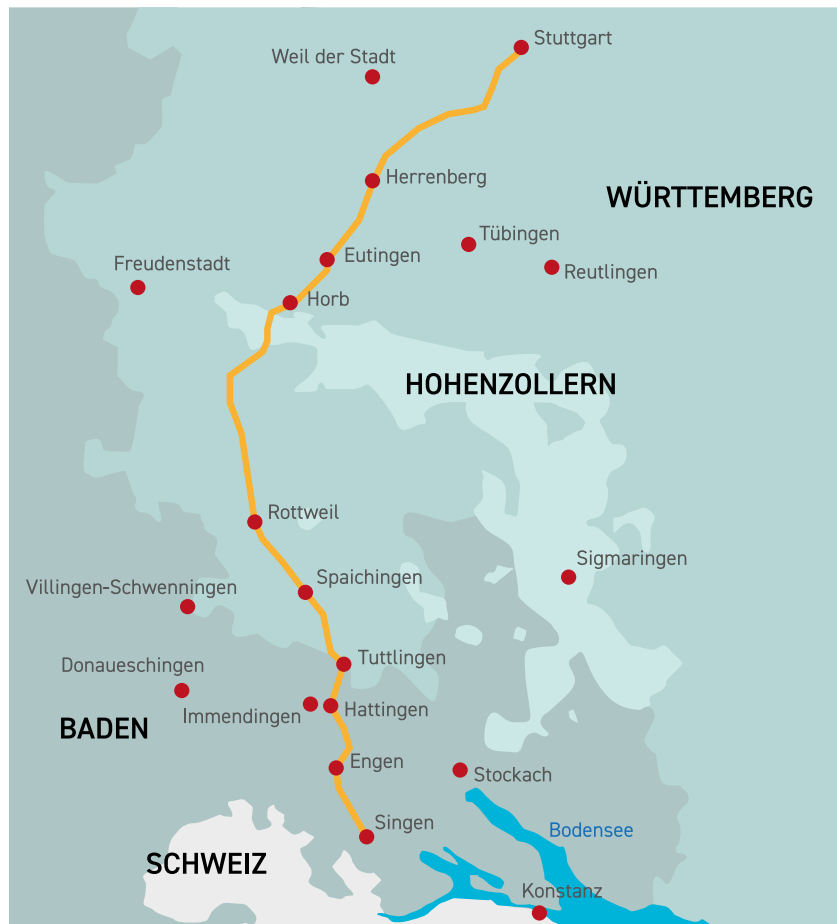 Stuttgart
Weil der Stadt
Herrenberg
WÜRTTEMBERG
Tübingen
Eutingen
Freudenstadt
Reutlingen
Horb
HOHENZOLLERN
Rottweil
Sigmaringen
Spaichingen
Villingen-Schwenningen
Tuttlingen
Donaueschingen
Hattingen
Immendingen
BADEN
Engen
Stockach
Singen
Bodensee
SCHWEIZ
Konstanz